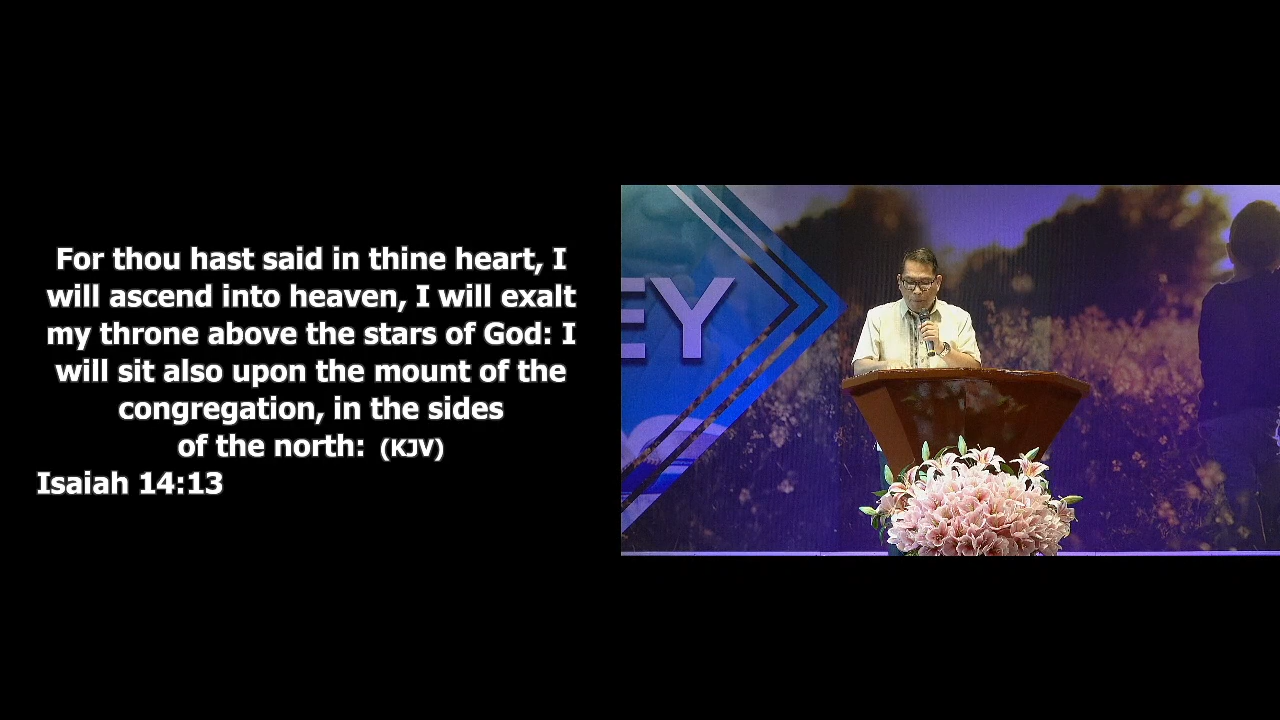 For thou hast said in thine heart, I
will ascend into heaven, I will exalt
my throne above the stars of God: I
will sit also upon the mount of the
congregation, in the sides
of the north: (KJV)
Isaiah 14:13
EY